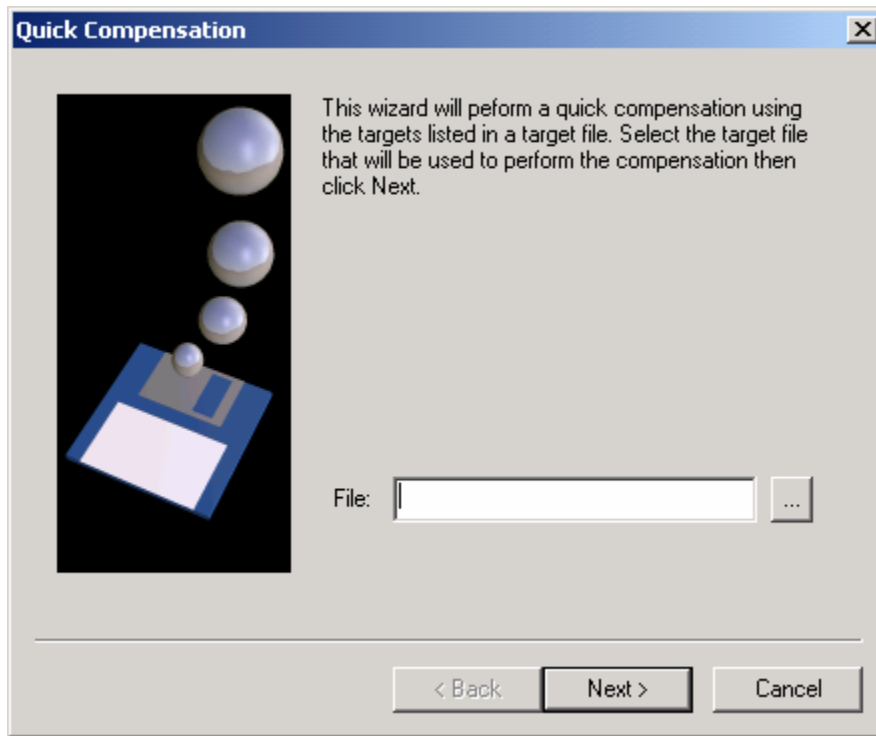 Quick Compensation
This wizard will peform a quick compensation using
the targets listed in a target file. Select the target file
that will be used to perform the compensation then
click Next.
File:
...
< Back
Next >
Cancel